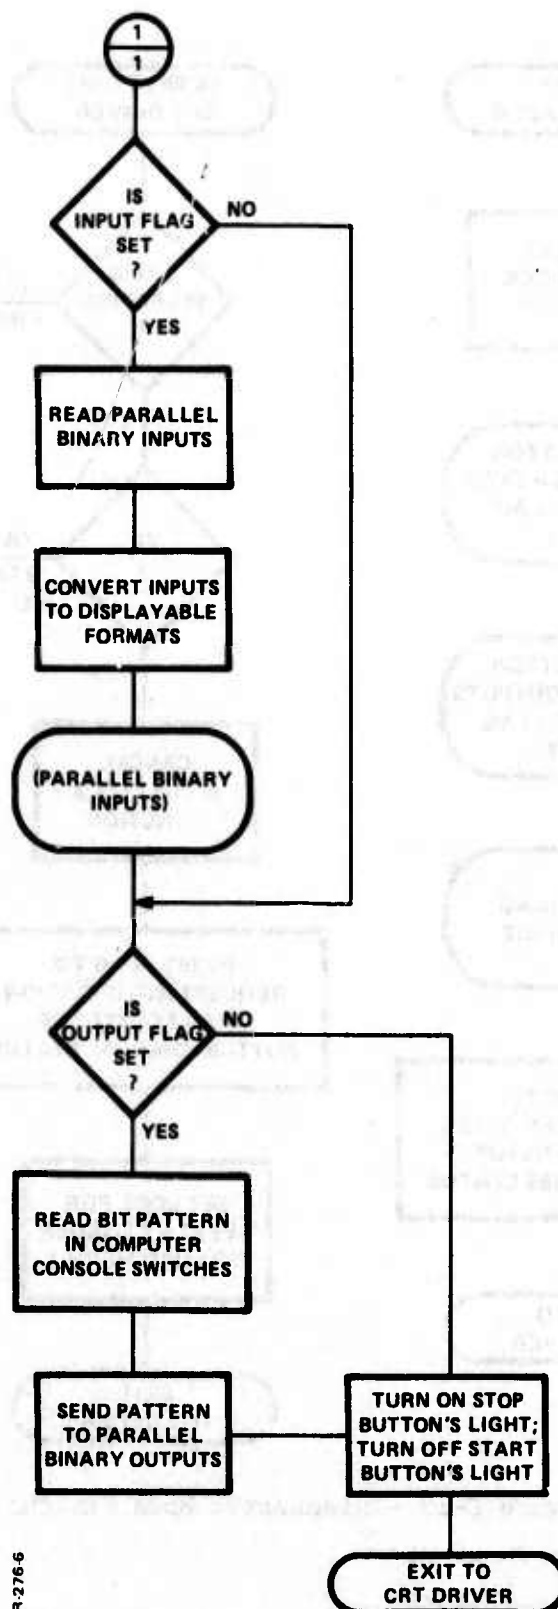 1
1
IS
INPUT FLAG
SET
?
NO
YES
READ PARALLEL
BINARY INPUTS
CONVERT INPUTS
TO DISPLAYABLE
FORMATS
(PARALLEL BINARY
INPUTS)
IS
OUTPUT FLAG
SET
?
NO
YES
READ BIT PATTERN
IN COMPUTER
CONSOLE SWITCHES
SEND PATTERN
TO PARALLEL
BINARY OUTPUTS
TURN ON STOP
BUTTON'S LIGHT;
TURN OFF START
BUTTON'S LIGHT
EXIT TO
CRT DRIVER
R-276-6